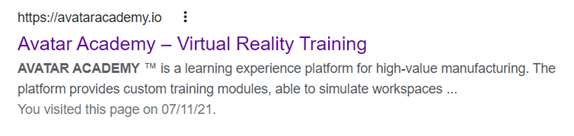 https://avataracademy.io
Avatar Academy – Virtual Reality Training
AVATAR ACADEMY ™ is a learning experience platform for high-value manufacturing. The
platform provides custom training modules, able to simulate workspaces ...
You visited this page on 07/11/21.